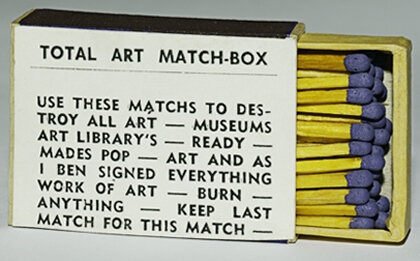 TOTAL ART MATCH-BOX
USE THESE MATCHS TO DES-
TROY ALL ART — MUSEUMS
ART LIBRARY'S — READY —
MADES POP — ART AND AS
I BEN SIGNED EVERYTHING
WORK OF ART — BURN —
ANYTHING — KEEP LAST
MATCH FOR THIS MATCH —